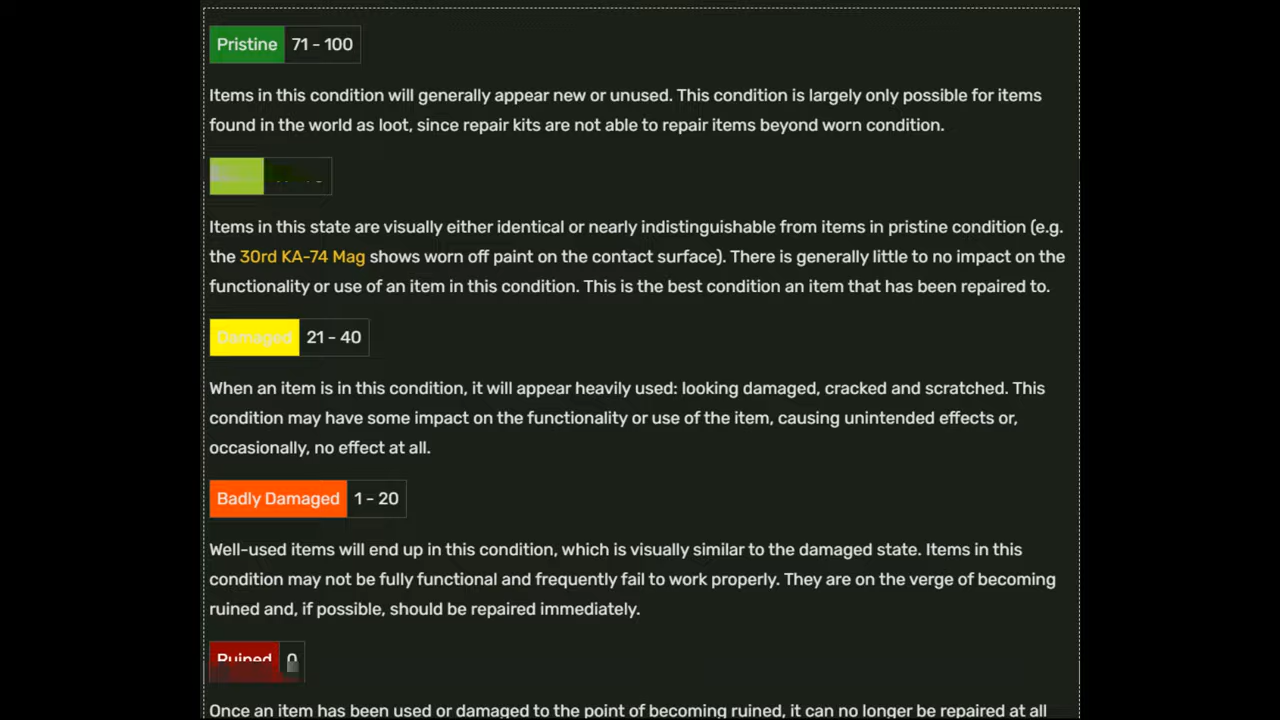 Pristine 71 - 100
Items in this condition will generally appear new or unused. This condition is largely only possible for items
found in the world as loot, since repair kits are not able to repair items beyond worn condition.
Items in this state are visually either identical or nearly indistinguishable from items in pristine condition (e.g.
the 30rd KA-74 Mag shows worn off paint on the contact surface). There is generally little to no impact on the
functionality or use of an item in this condition. This is the best condition an item that has been repaired to.
Damaged 21 - 40
When an item is in this condition, it will appear heavily used: looking damaged, cracked and scratched. This
condition may have some impact on the functionality or use of the item, causing unintended effects or,
occasionally, no effect at all.
Badly Damaged 1 - 20
Well-used items will end up in this condition, which is visually similar to the damaged state. Items in this
condition may not be fully functional and frequently fail to work properly. They are on the verge of becoming
ruined and, if possible, should be repaired immediately.
Ruined 0
Once an item has been used or damaged to the point of becoming ruined, it can no longer be repaired at all